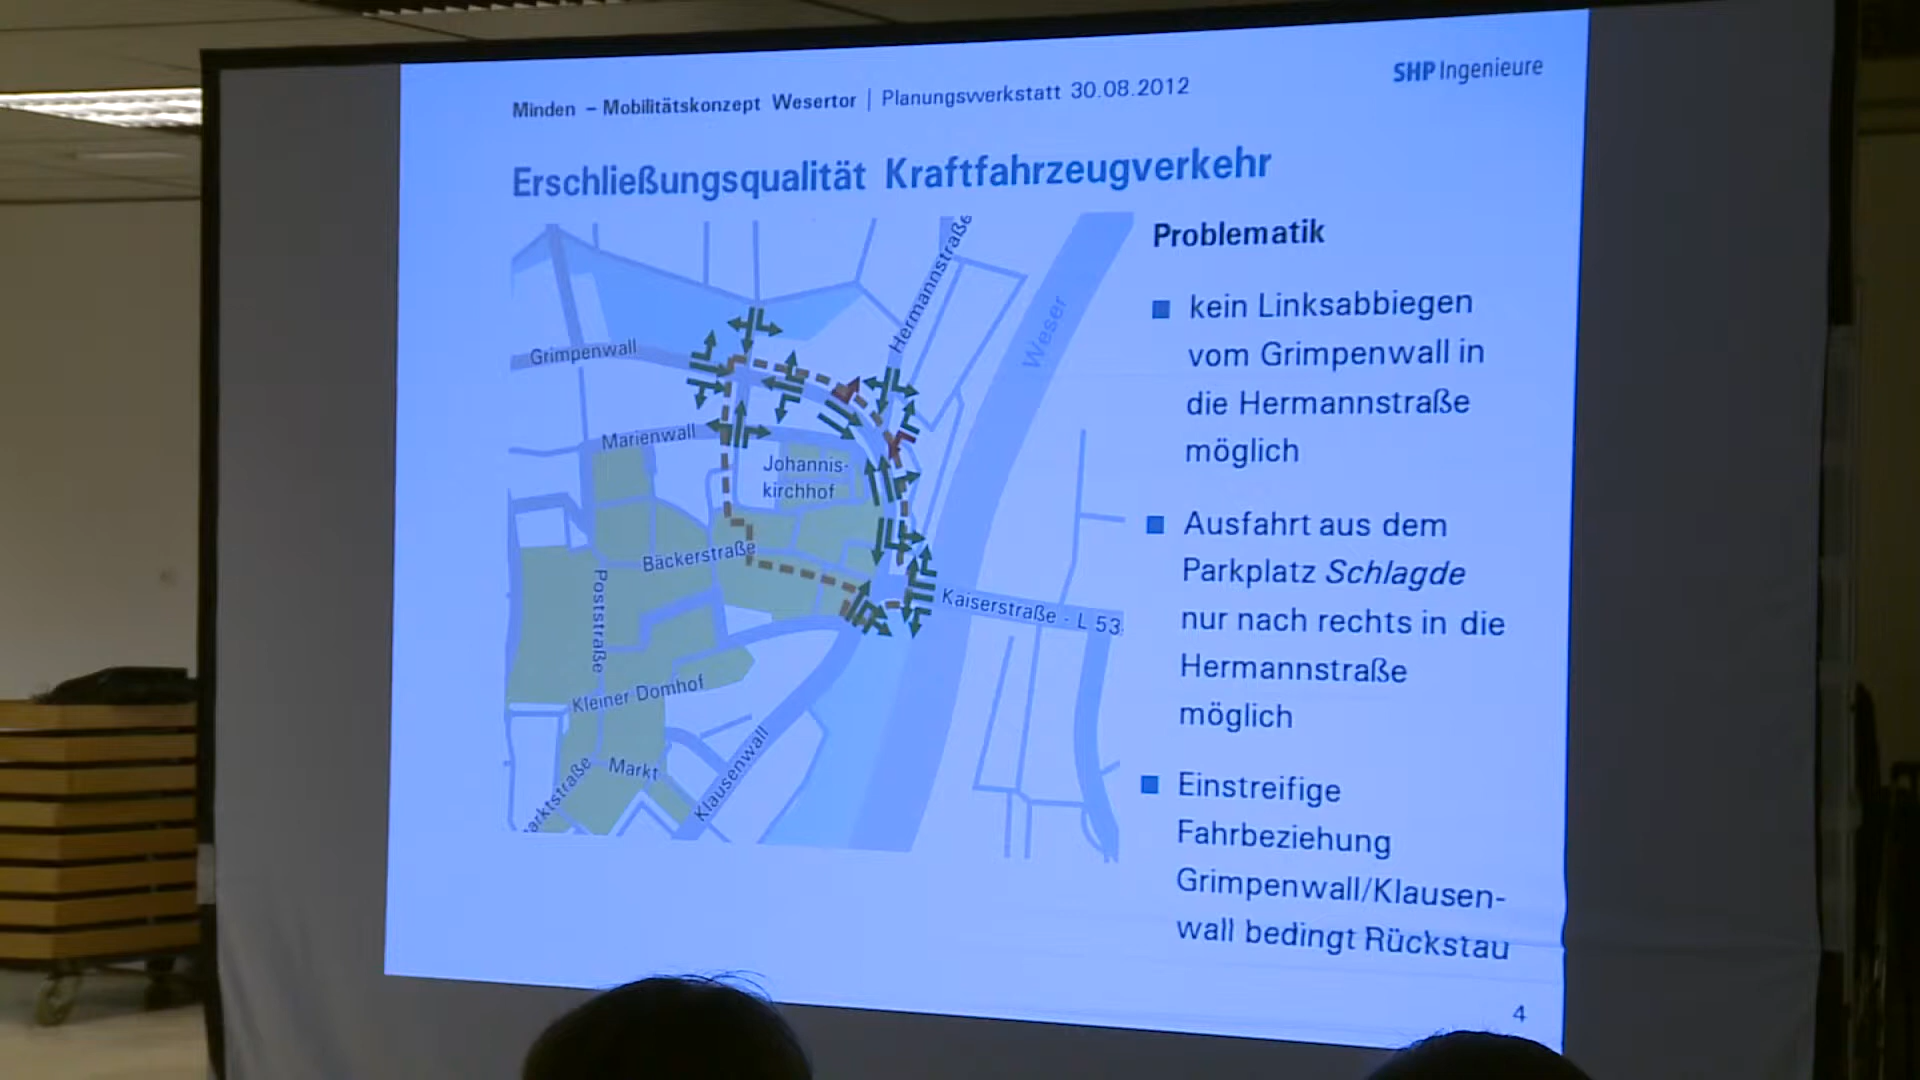 Minden – Mobilitätskonzept Wesertor | Planungswerkstatt 30.08.2012
SHP Ingenieure
Erschließungsqualität Kraftfahrzeugverkehr
Hermannstraße
Weser
Grimpenwall
Marienwall
Johannis-
kirchhof
Bäckerstraße
Poststraße
Kaiserstraße - L 53
Kleiner Domhof
Markt
arktstraße
Klausenwall
Problematik
kein Linksabbiegen
vom Grimpenwall in
die Hermannstraße
möglich
Ausfahrt aus dem
Parkplatz Schlagde
nur nach rechts in die
Hermannstraße
möglich
Einstreifige
Fahrbeziehung
Grimpenwall/Klausen-
wall bedingt Rückstau
4